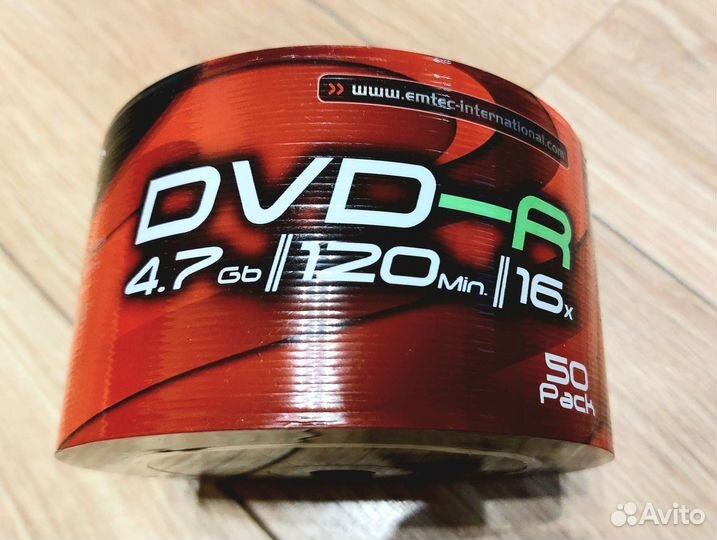 >> www.emtec-international.com
DVD-R
4.7 Gb || 120 Min. || 16x
50
Pack
Avito